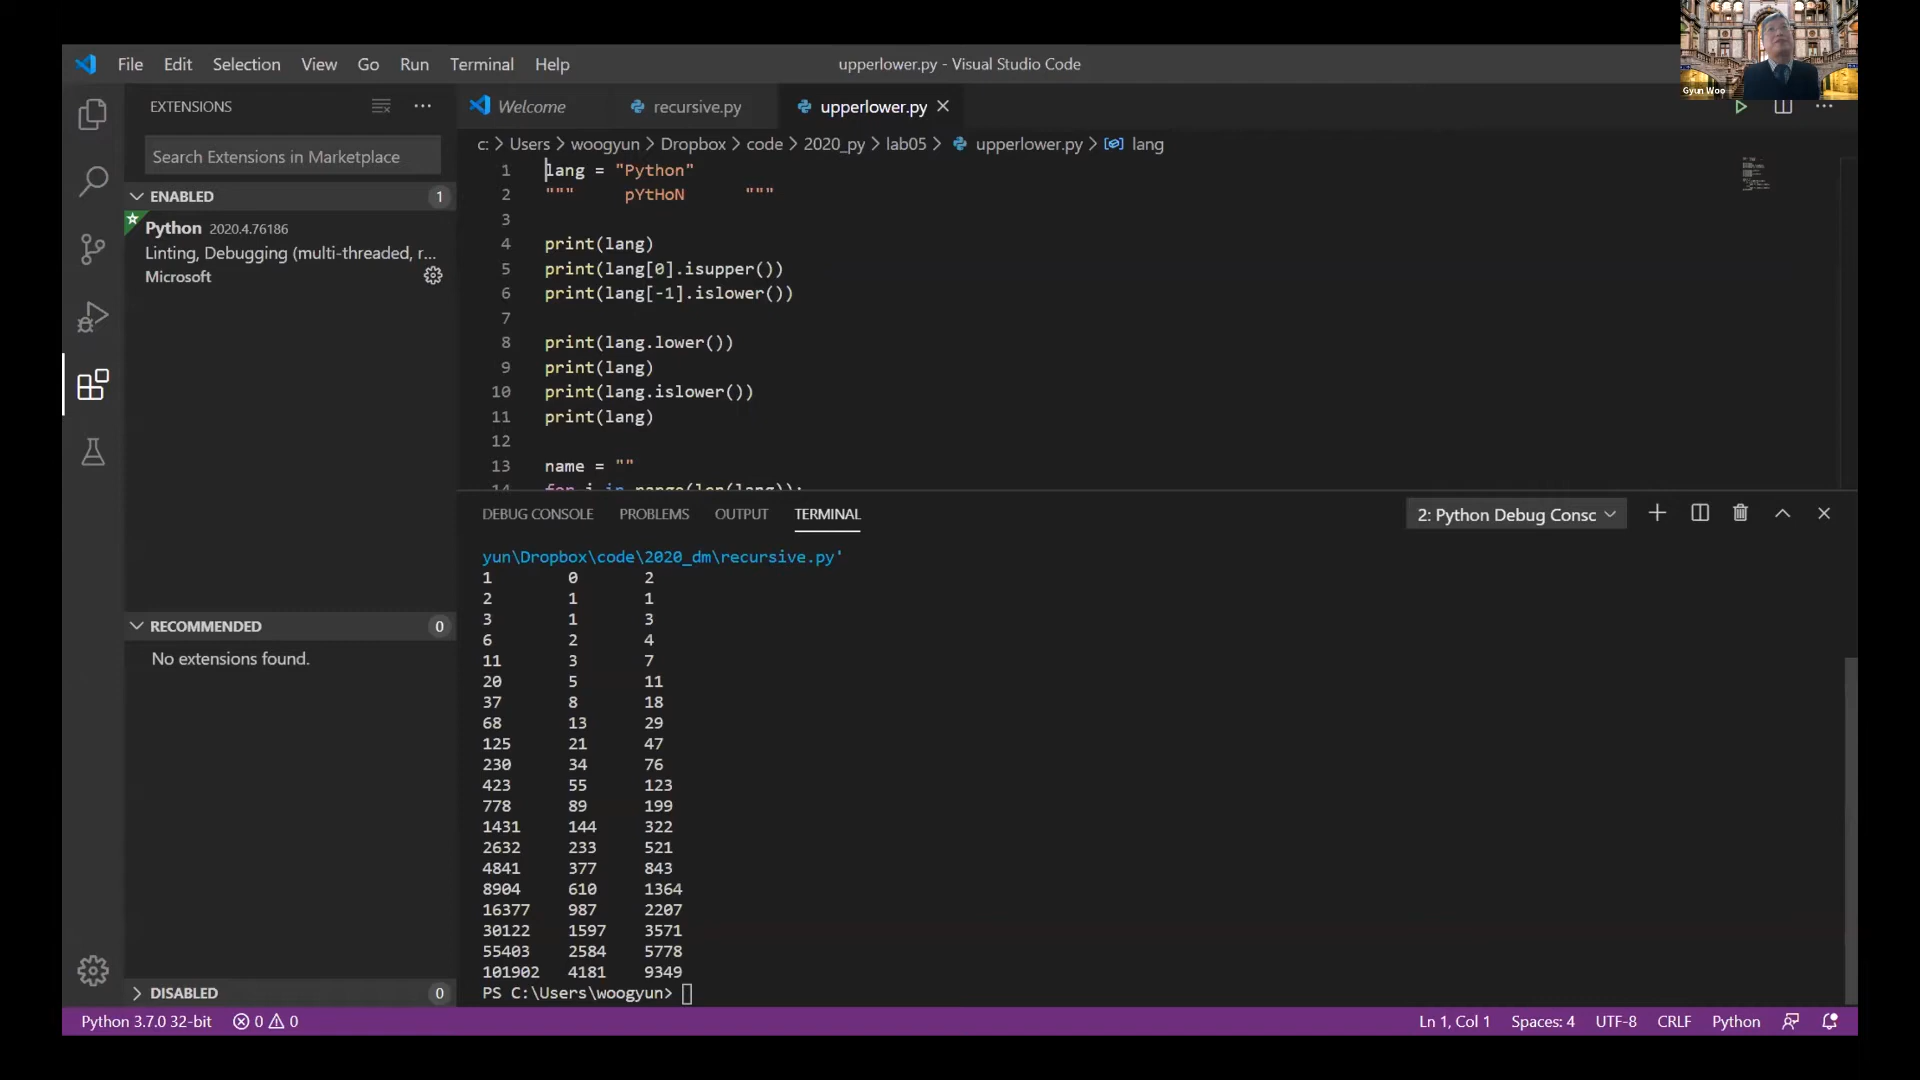 File Edit Selection View Go Run Terminal Help
upperlower.py - Visual Studio Code
Gyun Woo
EXTENSIONS
Search Extensions in Marketplace
ENABLED 1
Python 2020.4.76186
Linting, Debugging (multi-threaded, r...
Microsoft
RECOMMENDED 0
No extensions found.
DISABLED 0
Welcome recursive.py upperlower.py
c: > Users > woogyun > Dropbox > code > 2020_py > lab05 > upperlower.py > lang
1 lang = "Python"
2 """     pYtHoN      """
3
4 print(lang)
5 print(lang[0].isupper())
6 print(lang[-1].islower())
7
8 print(lang.lower())
9 print(lang)
10 print(lang.islower())
11 print(lang)
12
13 name = ""
14 for i in range(len(lang)):
DEBUG CONSOLE PROBLEMS OUTPUT TERMINAL
2: Python Debug Consc
yun\Dropbox\code\2020_dm\recursive.py'
1 0 2
2 1 1
3 1 3
6 2 4
11 3 7
20 5 11
37 8 18
68 13 29
125 21 47
230 34 76
423 55 123
778 89 199
1431 144 322
2632 233 521
4841 377 843
8904 610 1364
16377 987 2207
30122 1597 3571
55403 2584 5778
101902 4181 9349
PS C:\Users\woogyun>
Python 3.7.0 32-bit 0 0
Ln 1, Col 1 Spaces: 4 UTF-8 CRLF Python